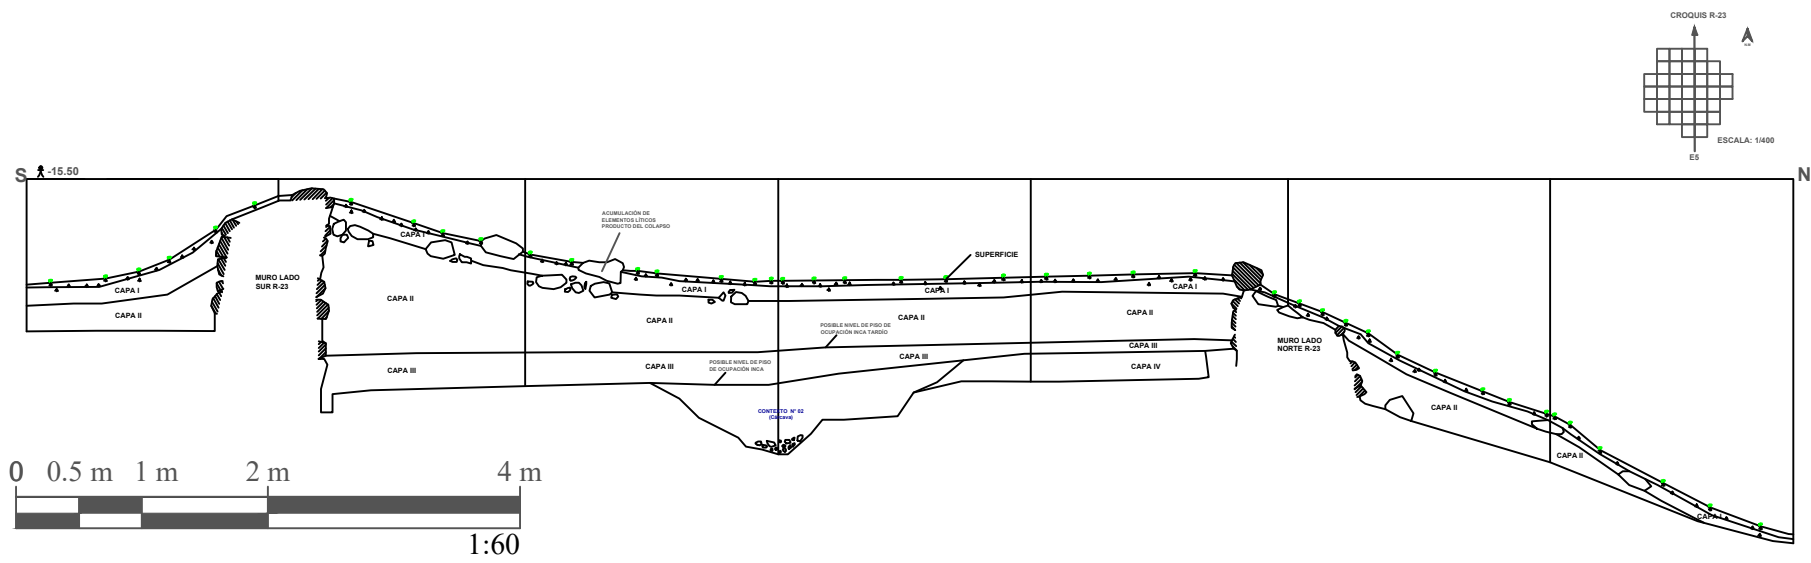 CROQUIS R-23
ESCALA: 1/400
E5
S
-15.50
N
ACUMULACIÓN DE
ELEMENTOS LÍTICOS
PRODUCTO DEL COLAPSO
SUPERFICIE
CAPA I
CAPA II
MURO LADO
SUR R-23
CAPA I
CAPA II
CAPA III
CAPA I
CAPA II
CAPA III
POSIBLE NIVEL DE PISO
DE OCUPACIÓN INCA
POSIBLE NIVEL DE PISO DE
OCUPACIÓN INCA TARDÍO
CAPA I
CAPA II
CAPA III
CONTEXTO N° 02
(Cárcava)
CAPA I
CAPA II
CAPA III
CAPA IV
MURO LADO
NORTE R-23
CAPA II
CAPA II
CAPA I
0 0.5 m 1 m 2 m 4 m
1:60